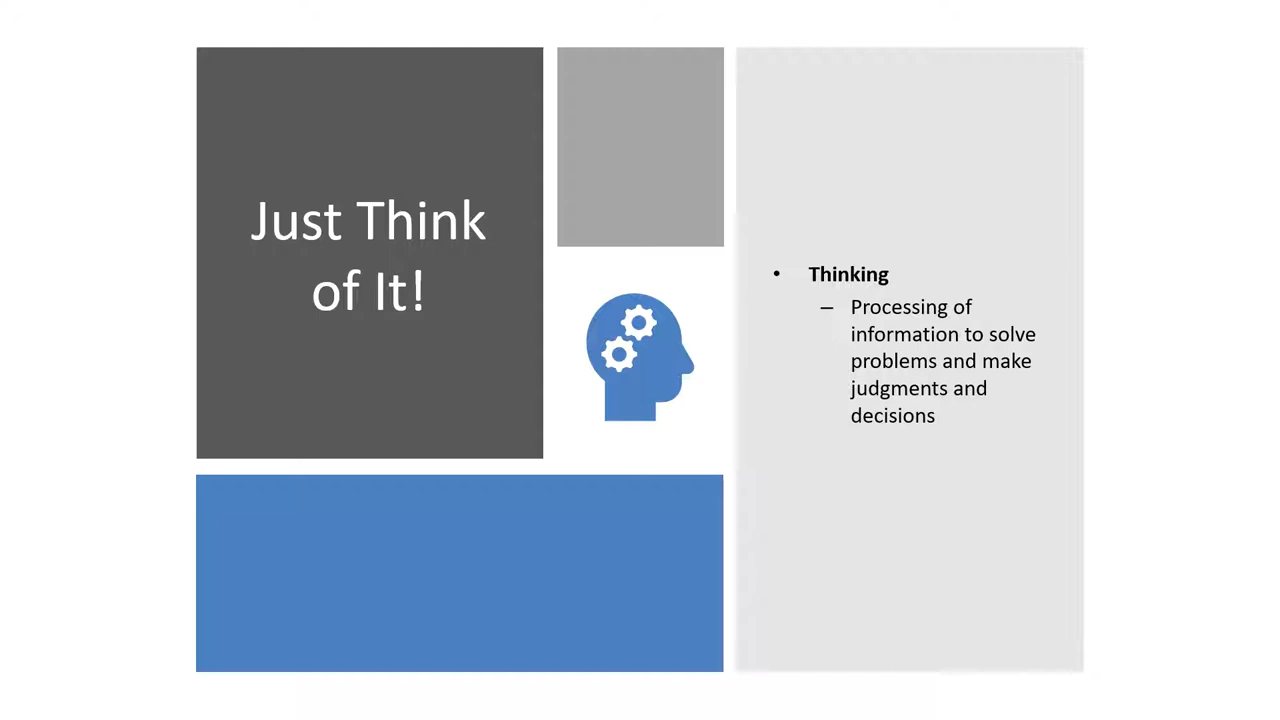 Just Think
of It!
• Thinking
– Processing of
information to solve
problems and make
judgments and
decisions